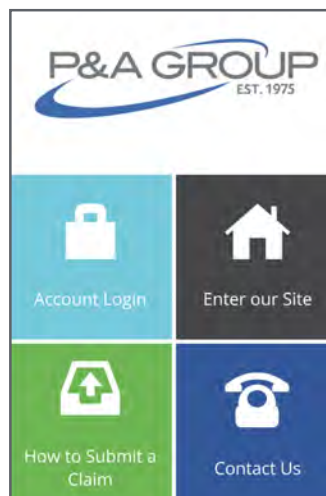 P&A GROUP
EST. 1975
Account Login
Enter our Site
How to Submit a
Claim
Contact Us